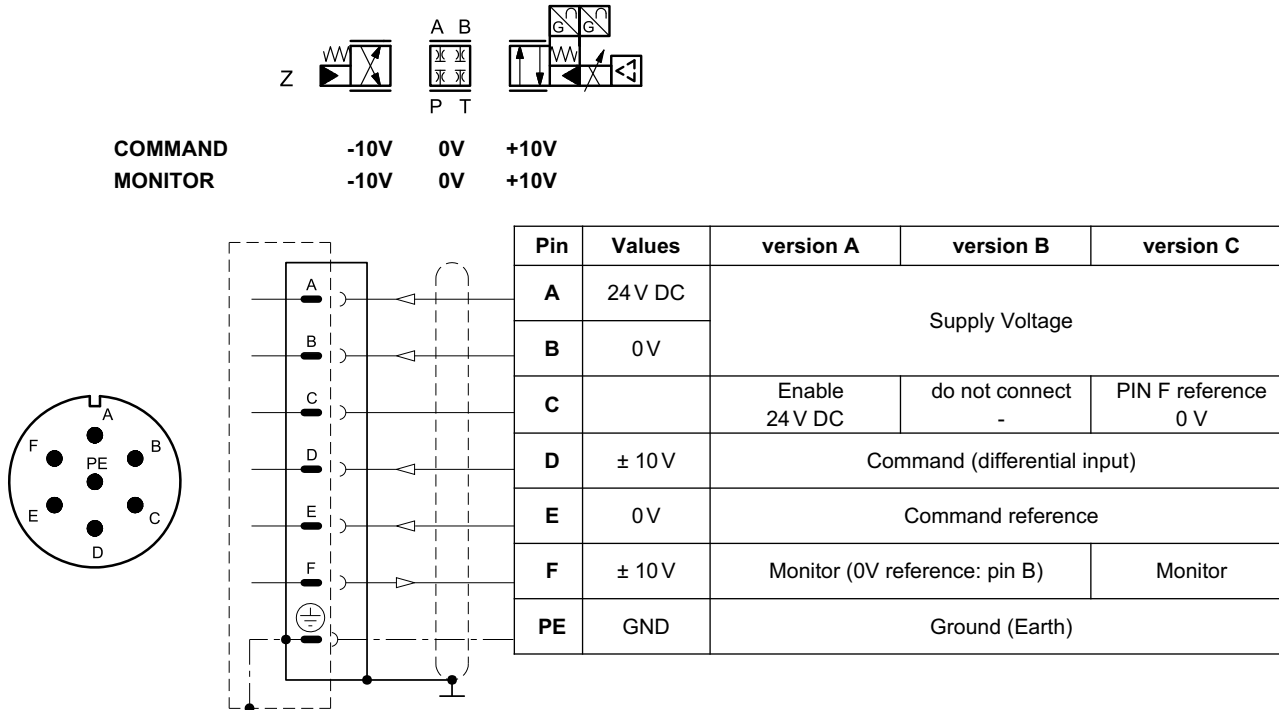 G G
A B
Z
P T
COMMAND -10V 0V +10V
MONITOR -10V 0V +10V
Pin Values version A version B version C
A A 24 V DC Supply Voltage
B B 0 V
C C Enable 24 V DC do not connect - PIN F reference 0 V
D D ± 10 V Command (differential input)
E E 0 V Command reference
F F ± 10 V Monitor (0V reference: pin B) Monitor
PE GND Ground (Earth)
A
F B
PE
E C
D